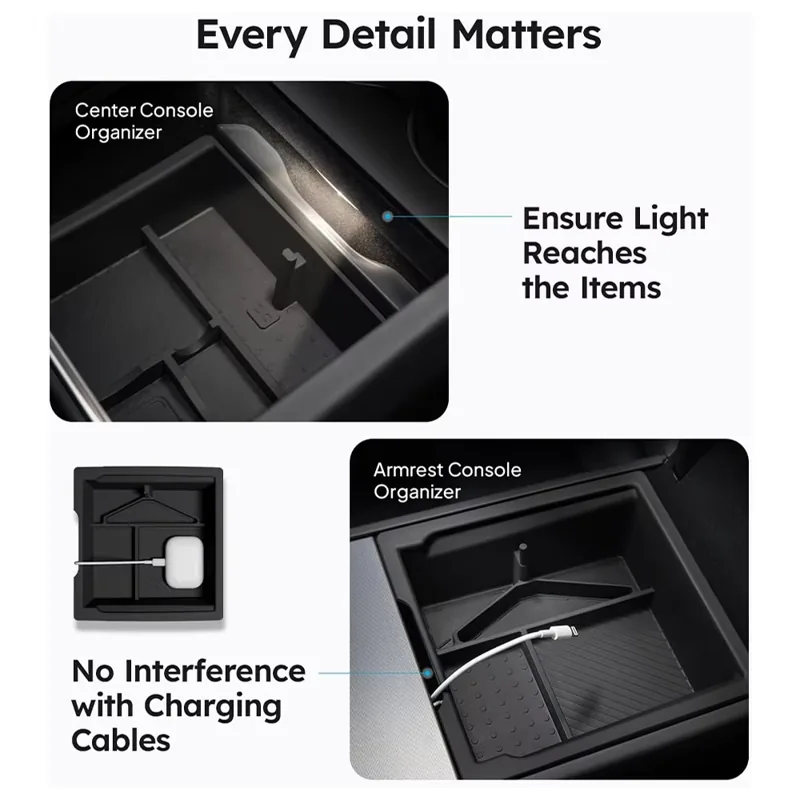 Every Detail Matters
Center Console
Organizer
Ensure Light
Reaches
the Items
Armrest Console
Organizer
No Interference
with Charging
Cables